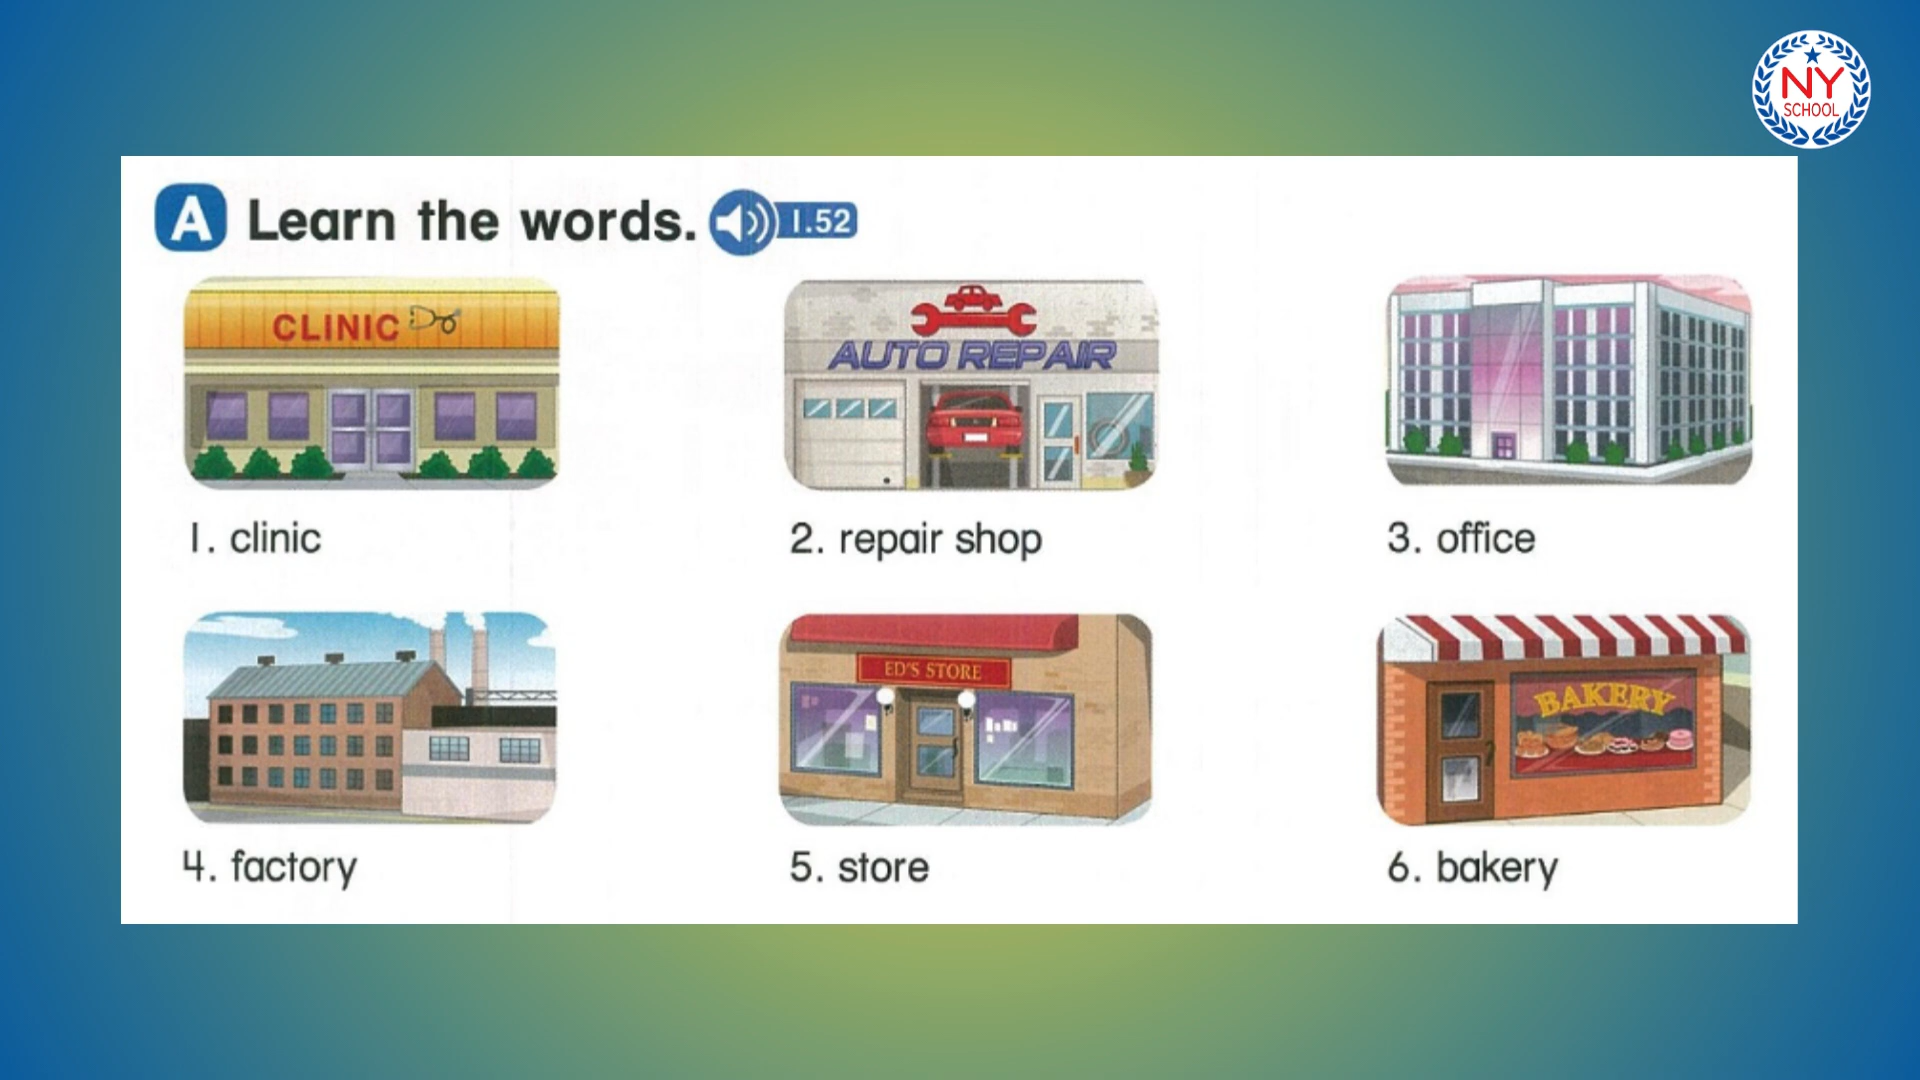 NY
SCHOOL
A Learn the words. 1.52
CLINIC
AUTO REPAIR
1. clinic
2. repair shop
3. office
ED'S STORE
BAKERY
4. factory
5. store
6. bakery